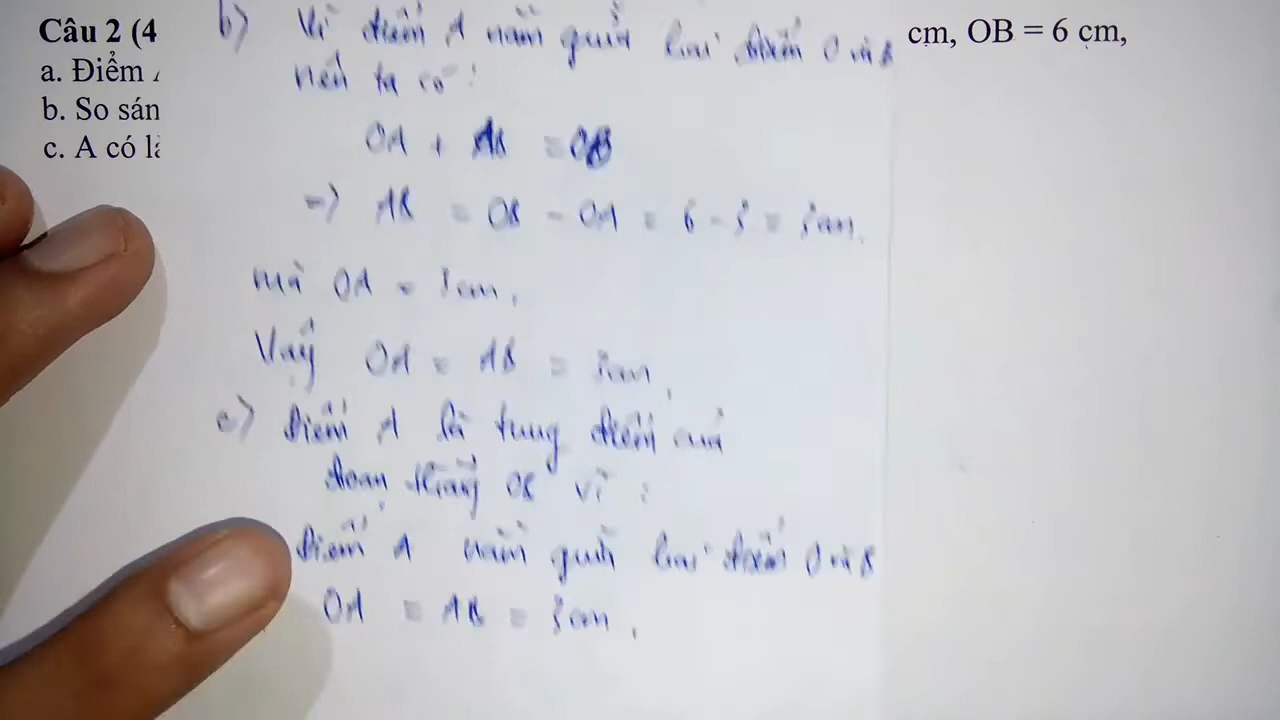 Câu 2 (4
cm, OB = 6 cm,
a. Điểm
b. So sán
c. A có là
b) Vì điểm A nằm giữa hai điểm O và B
nên ta có :
OA + AB = OB
=> AB = OB - OA = 6 - 3 = 3cm.
mà OA = 3cm,
Vậy OA = AB = 3cm.
c) Điểm A là trung điểm của
đoạn thẳng OB vì :
Điểm A nằm giữa hai điểm O và B
OA = AB = 3cm.